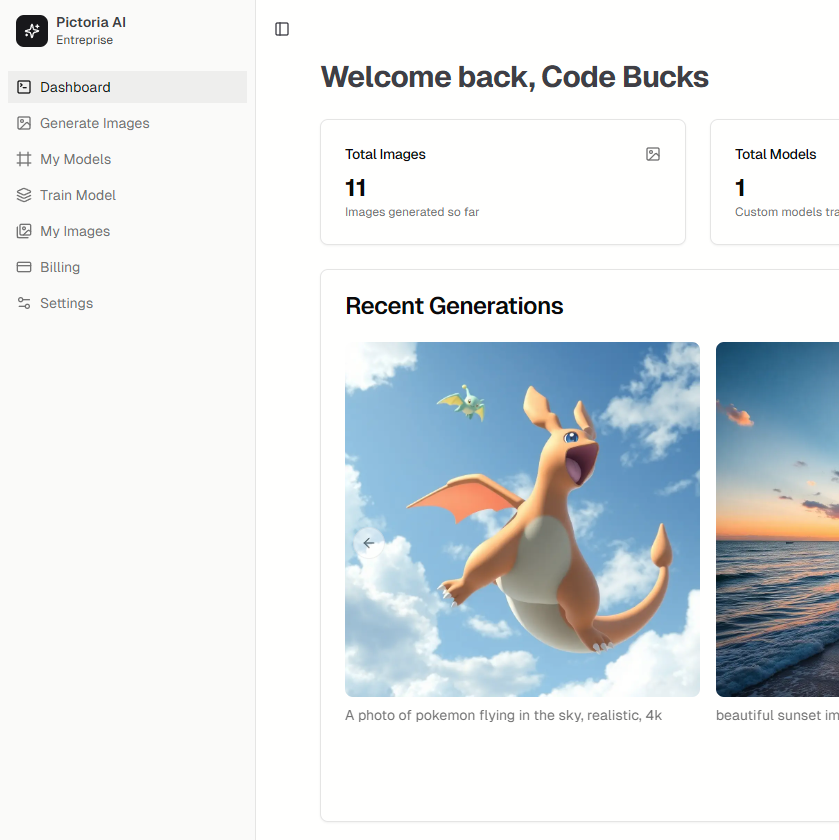 Pictoria AI
Entreprise
Dashboard
Generate Images
My Models
Train Model
My Images
Billing
Settings
Welcome back, Code Bucks
Total Images
11
Images generated so far
Total Models
1
Custom models tra
Recent Generations
A photo of pokemon flying in the sky, realistic, 4k
beautiful sunset im